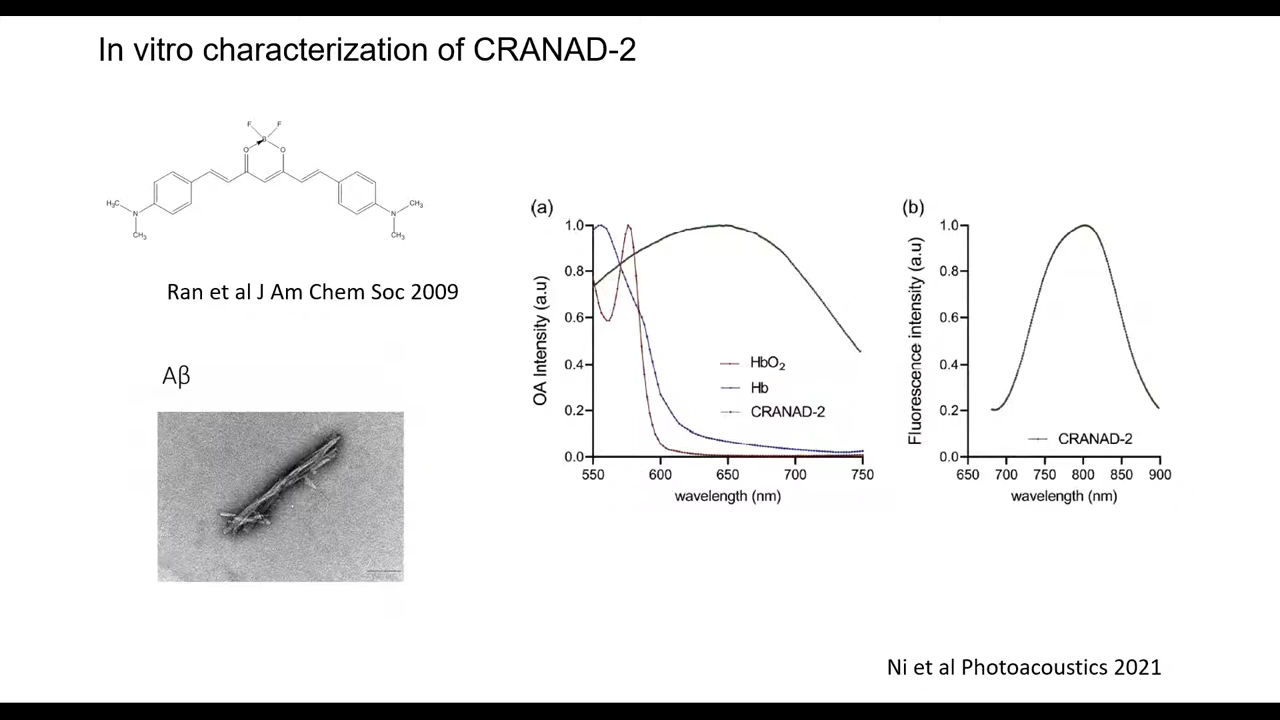 In vitro characterization of CRANAD-2
F F
B
O O
H₃C
N
CH₃
CH₃
N
CH₃
Ran et al J Am Chem Soc 2009
Aβ
(a)
OA Intensity (a.u)
1.0
0.8
0.6
0.4
0.2
0.0
HbO₂
Hb
CRANAD-2
550 600 650 700 750
wavelength (nm)
(b)
Fluorescence intensity (a.u)
1.0
0.8
0.6
0.4
0.2
0.0
CRANAD-2
650 700 750 800 850 900
wavelength (nm)
Ni et al Photoacoustics 2021